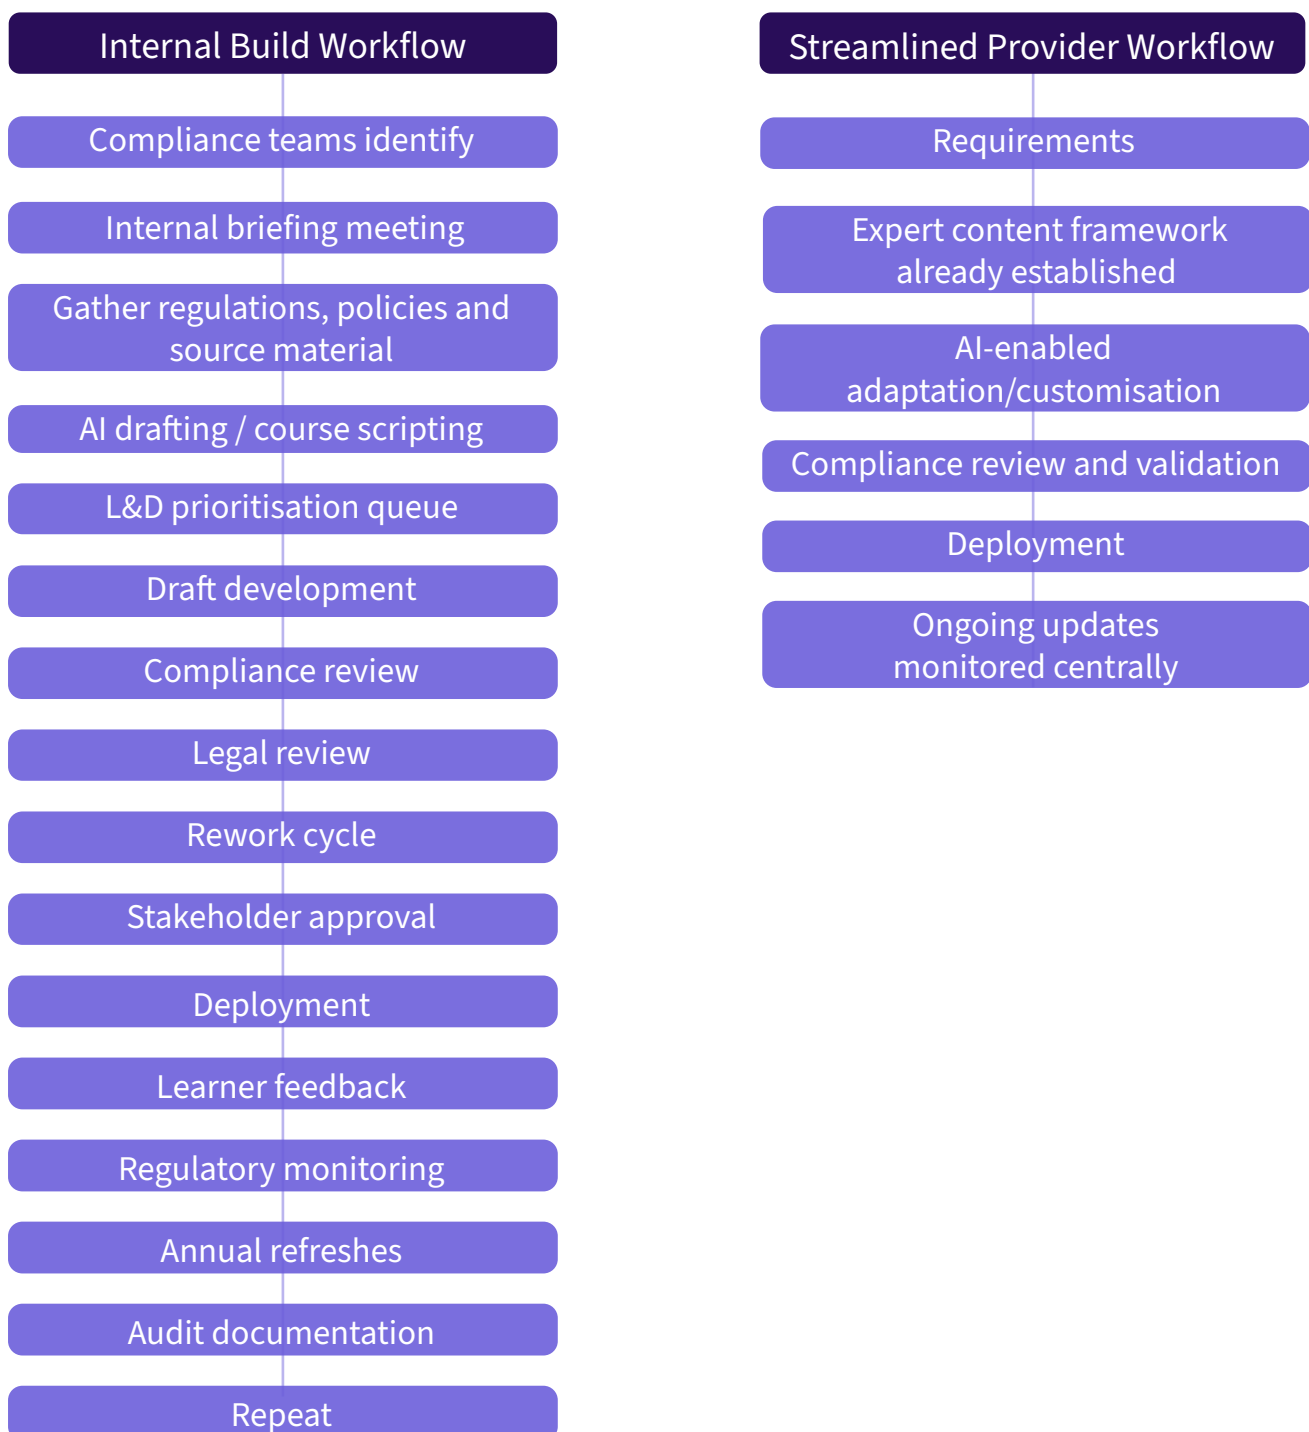 Internal Build Workflow
Compliance teams identify
Internal briefing meeting
Gather regulations, policies and
source material
AI drafting / course scripting
L&D prioritisation queue
Draft development
Compliance review
Legal review
Rework cycle
Stakeholder approval
Deployment
Learner feedback
Regulatory monitoring
Annual refreshes
Audit documentation
Repeat
Streamlined Provider Workflow
Requirements
Expert content framework
already established
AI-enabled
adaptation/customisation
Compliance review and validation
Deployment
Ongoing updates
monitored centrally